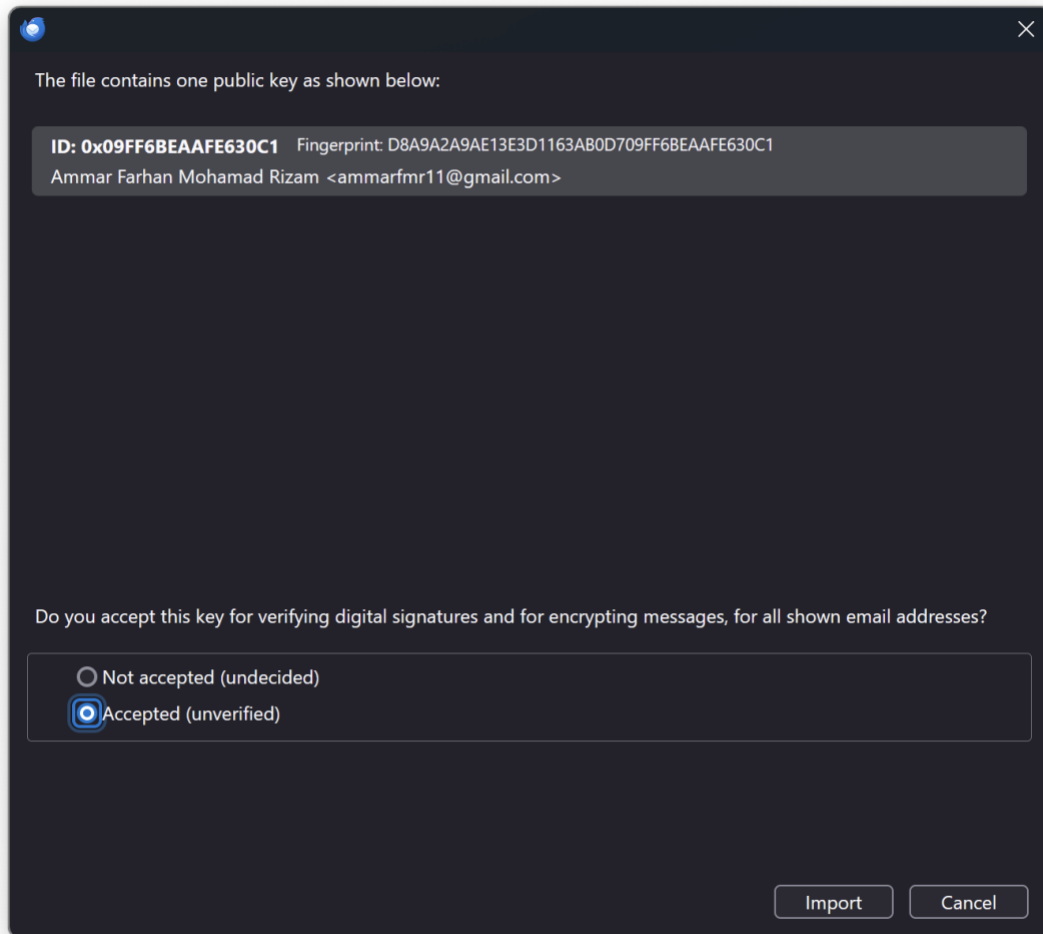 The file contains one public key as shown below:
ID: 0x09FF6BEAAFE630C1 Fingerprint: D8A9A2A9AE13E3D1163AB0D709FF6BEAAFE630C1
Ammar Farhan Mohamad Rizam <ammarfmr11@gmail.com>
Do you accept this key for verifying digital signatures and for encrypting messages, for all shown email addresses?
Not accepted (undecided)
Accepted (unverified)
Import Cancel